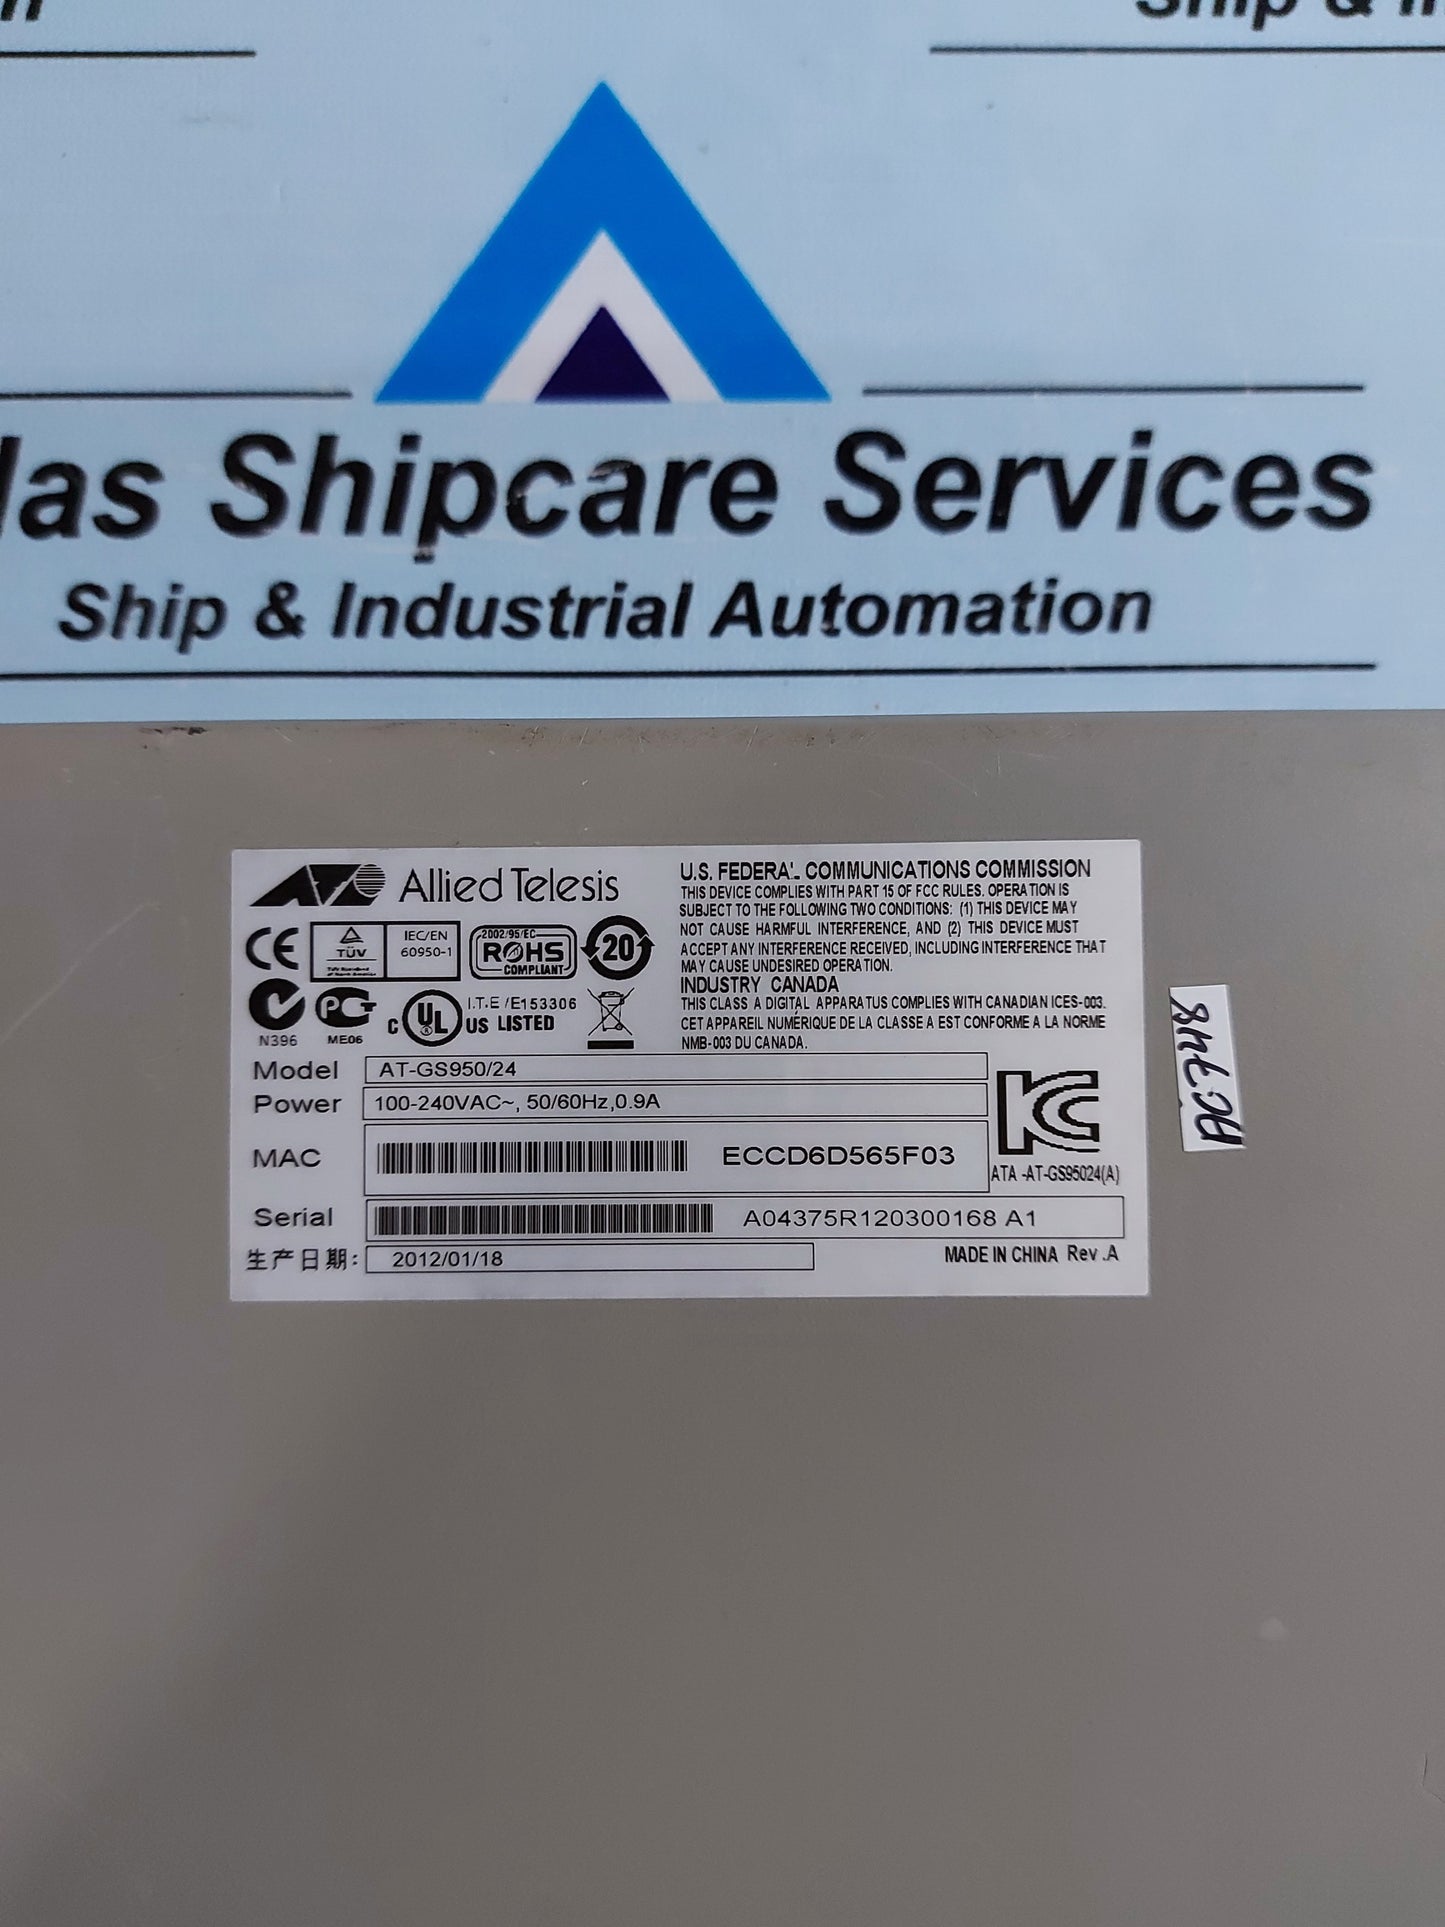 Ship &
las Shipcare Services
Ship & Industrial Automation
Allied Telesis
CE
TÜV
IEC/EN
60950-1
2002/95/EC
ROHS
COMPLIANT
20
N396
PC
ME06
C UL US LISTED
I.T.E /E153306
U.S. FEDERAL COMMUNICATIONS COMMISSION
THIS DEVICE COMPLIES WITH PART 15 OF FCC RULES. OPERATION IS
SUBJECT TO THE FOLLOWING TWO CONDITIONS: (1) THIS DEVICE MAY
NOT CAUSE HARMFUL INTERFERENCE, AND (2) THIS DEVICE MUST
ACCEPT ANY INTERFERENCE RECEIVED, INCLUDING INTERFERENCE THAT
MAY CAUSE UNDESIRED OPERATION.
INDUSTRY CANADA
THIS CLASS A DIGITAL APPARATUS COMPLIES WITH CANADIAN ICES-003.
CET APPAREIL NUMÉRIQUE DE LA CLASSE A EST CONFORME A LA NORME
NMB-003 DU CANADA.
Model AT-GS950/24
Power 100-240VAC~, 50/60Hz,0.9A
MAC ECCD6D565F03
KC
ATA -AT-GS95024(A)
Serial A04375R120300168 A1
生产日期: 2012/01/18
MADE IN CHINA Rev .A